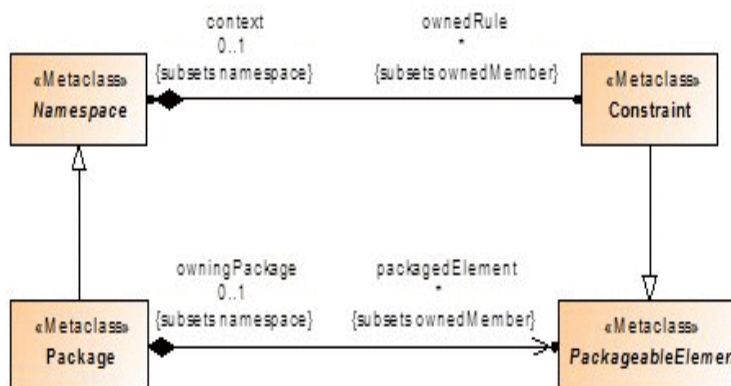 context
0..1
{subsets namespace}
ownedRule
*
{subsets ownedMember}
«Metaclass»
Namespace
«Metaclass»
Constraint
owningPackage
0..1
{subsets namespace}
packagedElement
*
{subsets ownedMember}
«Metaclass»
Package
«Metaclass»
PackageableElemen